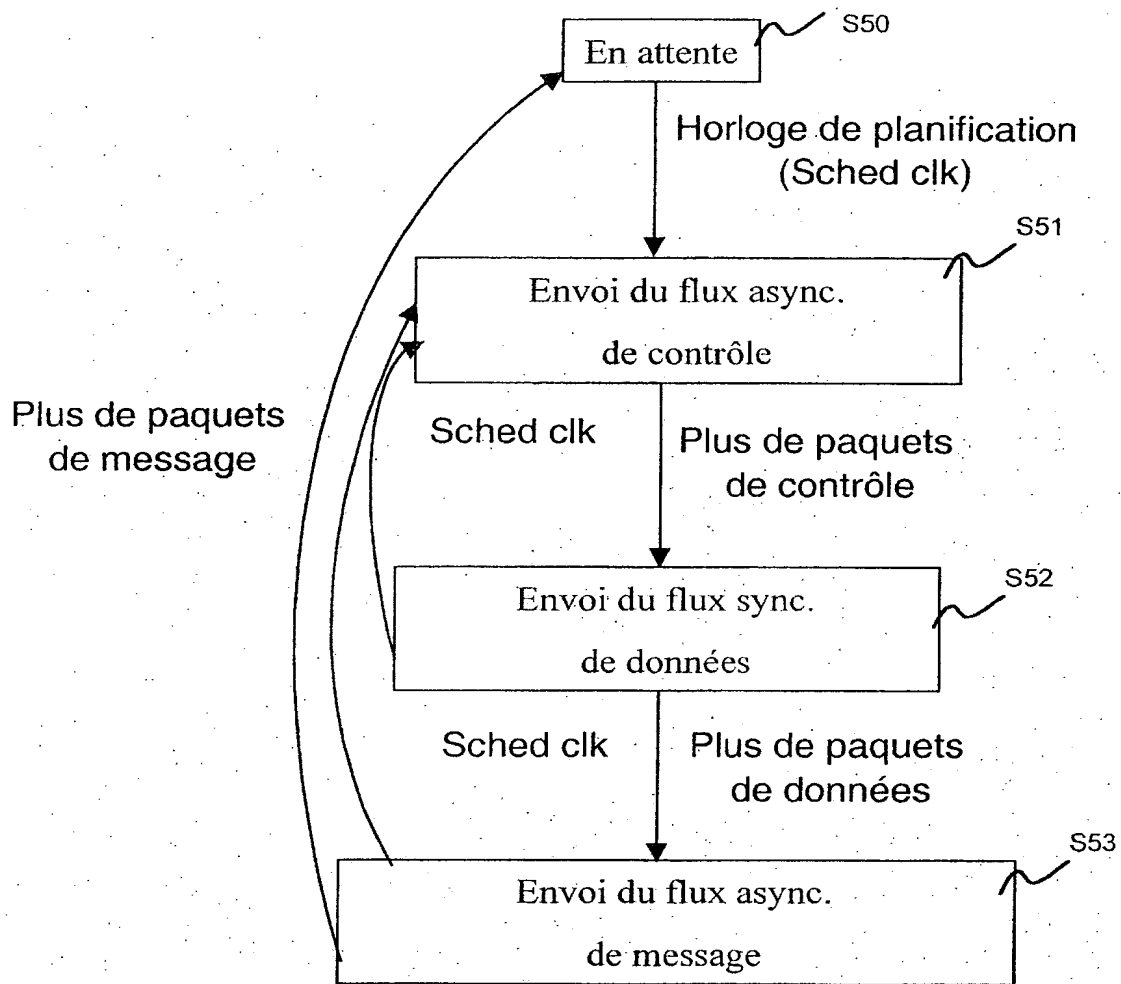 S50
En attente
Horloge de planification
(Sched clk)
S51
Envoi du flux async.
de contrôle
Plus de paquets
de message
Sched clk
Plus de paquets
de contrôle
S52
Envoi du flux sync.
de données
Sched clk
Plus de paquets
de données
S53
Envoi du flux async.
de message